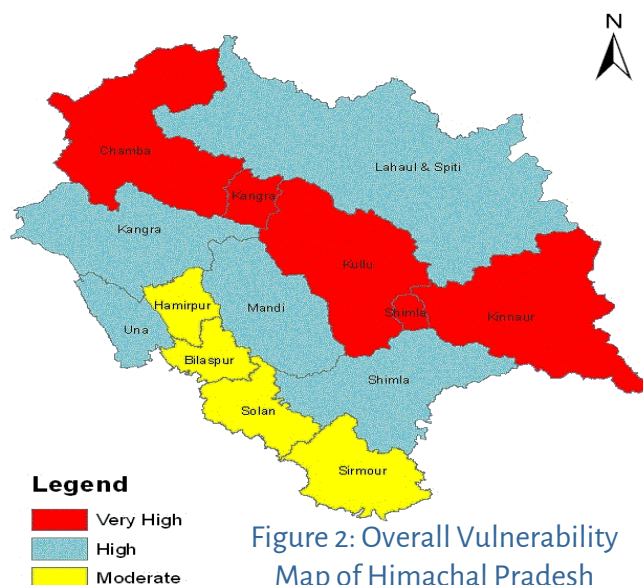 N
Chamba
Lahaul & Spiti
Kangra
Kangra
Kullu
Hamirpur
Mandi
Shimla
Kinnaur
Una
Bilaspur
Shimla
Solan
Sirmour
Legend
Very High
High
Moderate
Figure 2: Overall Vulnerability
Map of Himachal Pradesh